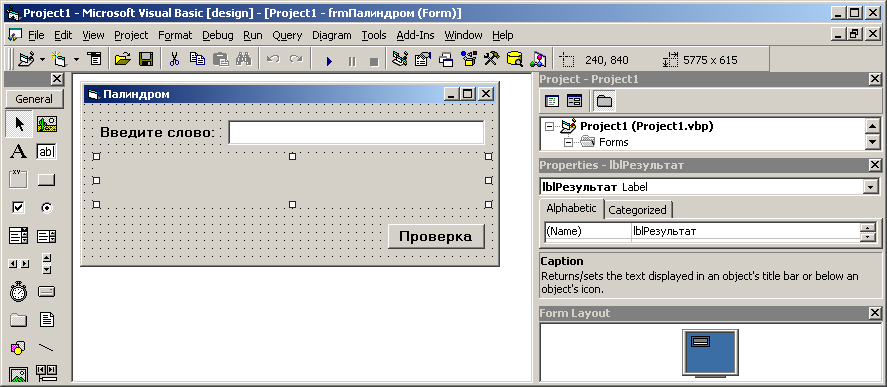 Project1 - Microsoft Visual Basic [design] - [Project1 - frmПалиндром (Form)]
File Edit View Project Format Debug Run Query Diagram Tools Add-Ins Window Help
240, 840 5775 x 615
General
A
ab|
xv
Палиндром
Введите слово:
Проверка
Project - Project1
Project1 (Project1.vbp)
Forms
Properties - lblРезультат
lblРезультат Label
Alphabetic Categorized
(Name) lblРезультат
Caption
Returns/sets the text displayed in an object's title bar or below an
object's icon.
Form Layout